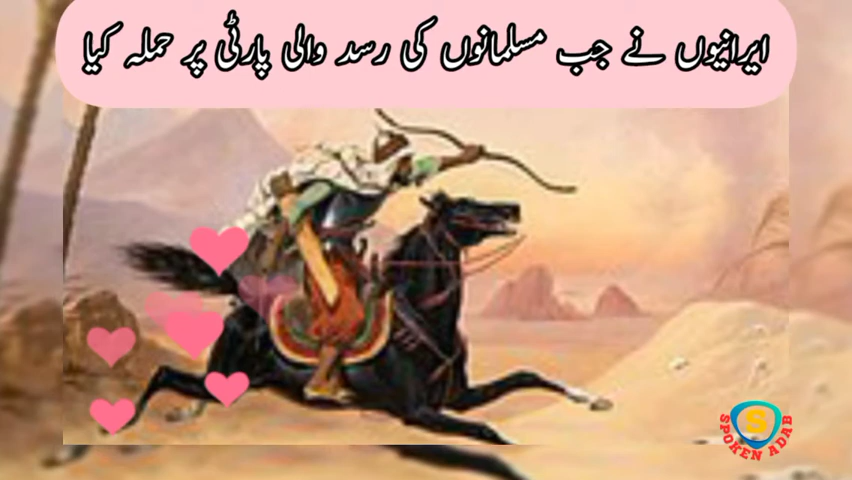 ایرانیوں نے جب مسلمانوں کی رسد والی پارٹی پر حملہ کیا
S
SPOKEN ADAB